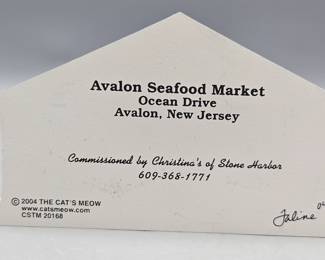 Avalon Seafood Market
Ocean Drive
Avalon, New Jersey
Commissioned by Christina's of Stone Harbor
609-368-1771
© 2004 THE CAT'S MEOW
www.catsmeow.com
CSTM 20168
Faline